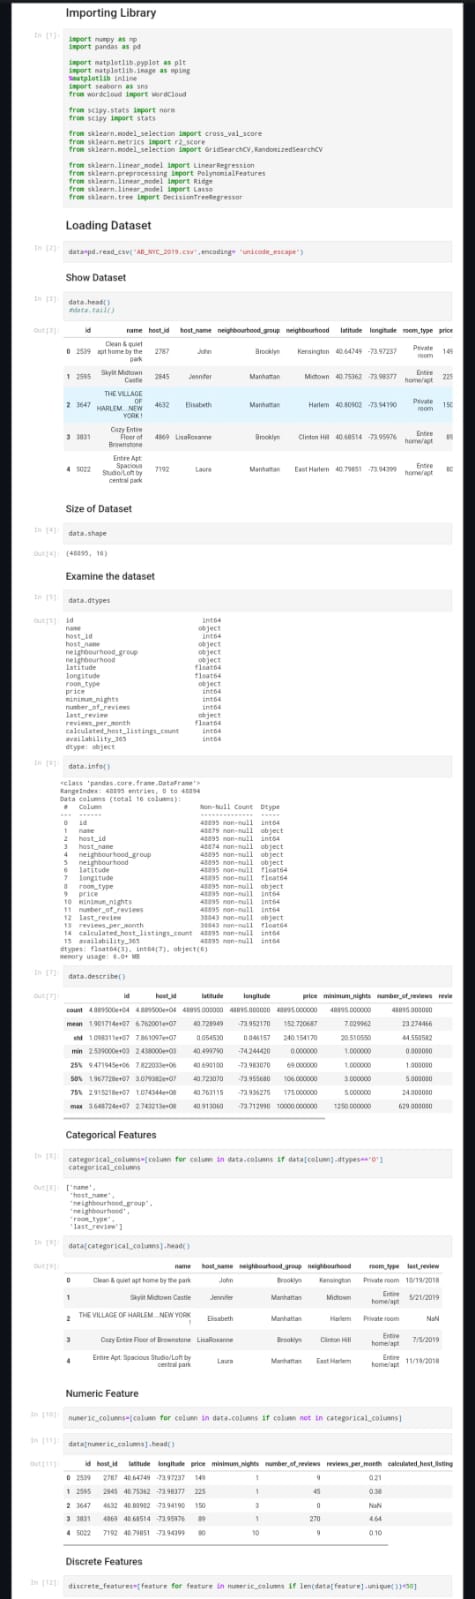 Importing Library
In [1]:
import numpy as np
import pandas as pd
import matplotlib.pyplot as plt
import matplotlib.image as mpimg
%matplotlib inline
import seaborn as sns
from wordcloud import WordCloud
from scipy.stats import norm
from scipy import stats
from sklearn.model_selection import cross_val_score
from sklearn.metrics import r2_score
from sklearn.model_selection import GridSearchCV,RandomizedSearchCV
from sklearn.linear_model import LinearRegression
from sklearn.preprocessing import PolynomialFeatures
from sklearn.linear_model import Ridge
from sklearn.linear_model import Lasso
from sklearn.tree import DecisionTreeRegressor
Loading Dataset
In [2]: data=pd.read_csv('AB_NYC_2019.csv',encoding= 'unicode_escape')
Show Dataset
In [3]: data.head()
#data.tail()
Out[3]: id name host_id host_name neighbourhood_group neighbourhood latitude longitude room_type price
0 2539 Clean & quiet apt home by the park 2787 John Brooklyn Kensington 40.64749 -73.97237 Private room 149
1 2595 Skylit Midtown Castle 2845 Jennifer Manhattan Midtown 40.75362 -73.98377 Entire home/apt 225
2 3647 THE VILLAGE OF HARLEM....NEW YORK ! 4632 Elisabeth Manhattan Harlem 40.80902 -73.94190 Private room 150
3 3831 Cozy Entire Floor of Brownstone 4869 LisaRoxanne Brooklyn Clinton Hill 40.68514 -73.95976 Entire home/apt 89
4 5022 Entire Apt: Spacious Studio/Loft by central park 7192 Laura Manhattan East Harlem 40.79851 -73.94399 Entire home/apt 80
Size of Dataset
In [4]: data.shape
Out[4]: (48895, 16)
Examine the dataset
In [5]: data.dtypes
Out[5]: id int64
name object
host_id int64
host_name object
neighbourhood_group object
neighbourhood object
latitude float64
longitude float64
room_type object
price int64
minimum_nights int64
number_of_reviews int64
last_review object
reviews_per_month float64
calculated_host_listings_count int64
availability_365 int64
dtype: object
In [6]: data.info()
<class 'pandas.core.frame.DataFrame'>
RangeIndex: 48895 entries, 0 to 48894
Data columns (total 16 columns):
# Column Non-Null Count Dtype
--- ------ -------------- -----
0 id 48895 non-null int64
1 name 48879 non-null object
2 host_id 48895 non-null int64
3 host_name 48874 non-null object
4 neighbourhood_group 48895 non-null object
5 neighbourhood 48895 non-null object
6 latitude 48895 non-null float64
7 longitude 48895 non-null float64
8 room_type 48895 non-null object
9 price 48895 non-null int64
10 minimum_nights 48895 non-null int64
11 number_of_reviews 48895 non-null int64
12 last_review 38843 non-null object
13 reviews_per_month 38843 non-null float64
14 calculated_host_listings_count 48895 non-null int64
15 availability_365 48895 non-null int64
dtypes: float64(3), int64(7), object(6)
memory usage: 6.0+ MB
In [7]: data.describe()
Out[7]: id host_id latitude longitude price minimum_nights number_of_reviews revie
count 4.889500e+04 4.889500e+04 48895.000000 48895.000000 48895.000000 48895.000000 48895.000000
mean 1.901714e+07 6.762001e+07 40.728949 -73.952170 152.720687 7.029962 23.274466
std 1.098311e+07 7.861097e+07 0.054530 0.046157 240.154170 20.510550 44.550582
min 2.539000e+03 2.438000e+03 40.499790 -74.244420 0.000000 1.000000 0.000000
25% 9.471945e+06 7.822033e+06 40.690100 -73.983070 69.000000 1.000000 1.000000
50% 1.967728e+07 3.079382e+07 40.723070 -73.955680 106.000000 3.000000 5.000000
75% 2.915218e+07 1.074344e+08 40.763115 -73.936275 175.000000 5.000000 24.000000
max 3.648724e+07 2.743213e+08 40.913060 -73.712990 10000.000000 1250.000000 629.000000
Categorical Features
In [8]: categorical_columns=[column for column in data.columns if data[column].dtypes=='O']
categorical_columns
Out[8]: ['name',
'host_name',
'neighbourhood_group',
'neighbourhood',
'room_type',
'last_review']
In [9]: data[categorical_columns].head()
Out[9]: name host_name neighbourhood_group neighbourhood room_type last_review
0 Clean & quiet apt home by the park John Brooklyn Kensington Private room 10/19/2018
1 Skylit Midtown Castle Jennifer Manhattan Midtown Entire home/apt 5/21/2019
2 THE VILLAGE OF HARLEM....NEW YORK ! Elisabeth Manhattan Harlem Private room NaN
3 Cozy Entire Floor of Brownstone LisaRoxanne Brooklyn Clinton Hill Entire home/apt 7/5/2019
4 Entire Apt: Spacious Studio/Loft by central park Laura Manhattan East Harlem Entire home/apt 11/19/2018
Numeric Feature
In [10]: numeric_columns=[column for column in data.columns if column not in categorical_columns]
In [11]: data[numeric_columns].head()
Out[11]: id host_id latitude longitude price minimum_nights number_of_reviews reviews_per_month calculated_host_listing
0 2539 2787 40.64749 -73.97237 149 1 9 0.21
1 2595 2845 40.75362 -73.98377 225 1 45 0.38
2 3647 4632 40.80902 -73.94190 150 3 0 NaN
3 3831 4869 40.68514 -73.95976 89 1 270 4.64
4 5022 7192 40.79851 -73.94399 80 10 9 0.10
Discrete Features
In [12]: discrete_features=[feature for feature in numeric_columns if len(data[feature].unique())<50]